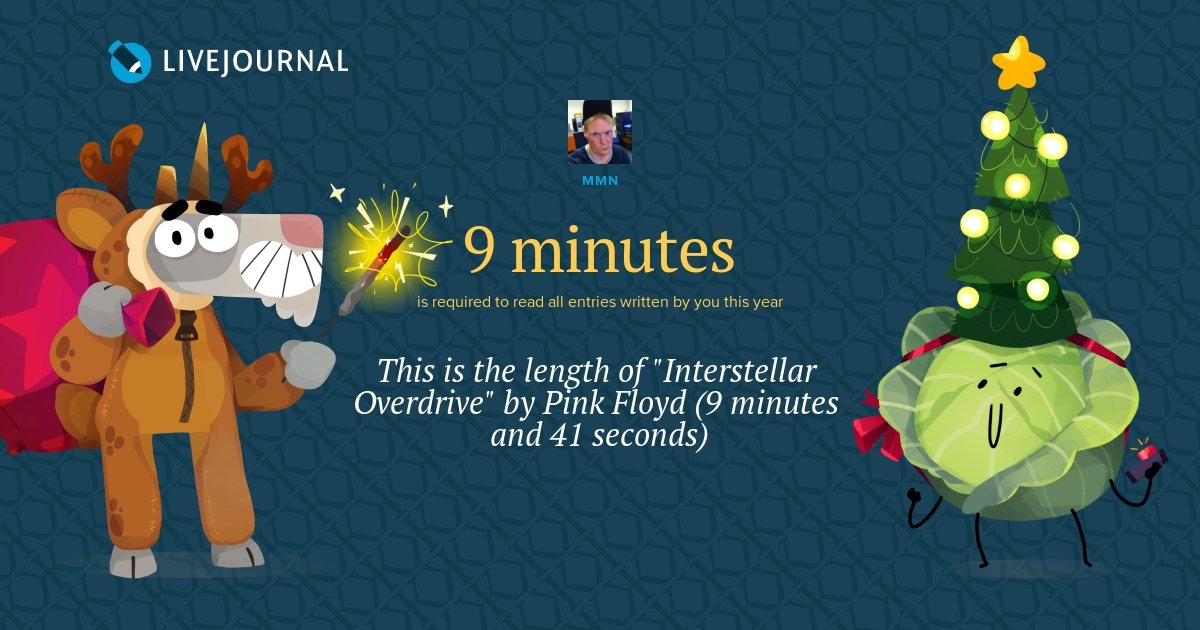 LIVEJOURNAL
MMN
9 minutes
is required to read all entries written by you this year
This is the length of "Interstellar
Overdrive" by Pink Floyd (9 minutes
and 41 seconds)